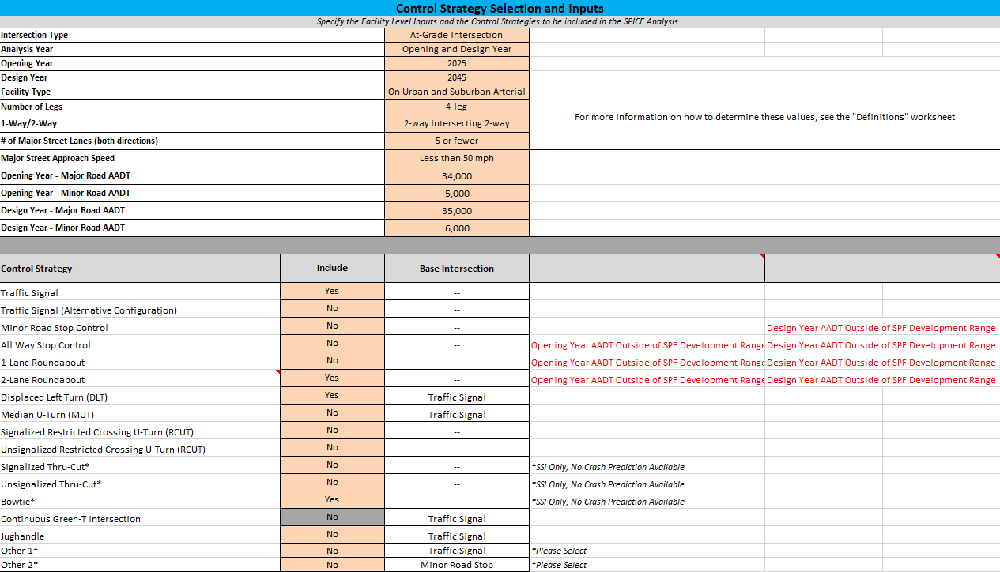 Control Strategy Selection and Inputs
Specify the Facility Level Inputs and the Control Strategies to be included in the SPICE Analysis.
Intersection Type At-Grade Intersection
Analysis Year Opening and Design Year
Opening Year 2025
Design Year 2045
Facility Type On Urban and Suburban Arterial
Number of Legs 4-leg
For more information on how to determine these values, see the "Definitions" worksheet
1-Way/2-Way 2-way Intersecting 2-way
# of Major Street Lanes (both directions) 5 or fewer
Major Street Approach Speed Less than 50 mph
Opening Year - Major Road AADT 34,000
Opening Year - Minor Road AADT 5,000
Design Year - Major Road AADT 35,000
Design Year - Minor Road AADT 6,000
Control Strategy Include Base Intersection
Traffic Signal Yes --
Traffic Signal (Alternative Configuration) No --
Minor Road Stop Control No -- Design Year AADT Outside of SPF Development Range
All Way Stop Control No -- Opening Year AADT Outside of SPF Development Range Design Year AADT Outside of SPF Development Range
1-Lane Roundabout No -- Opening Year AADT Outside of SPF Development Range Design Year AADT Outside of SPF Development Range
2-Lane Roundabout Yes -- Opening Year AADT Outside of SPF Development Range Design Year AADT Outside of SPF Development Range
Displaced Left Turn (DLT) Yes Traffic Signal
Median U-Turn (MUT) No Traffic Signal
Signalized Restricted Crossing U-Turn (RCUT) No --
Unsignalized Restricted Crossing U-Turn (RCUT) No --
Signalized Thru-Cut* No -- *SSI Only, No Crash Prediction Available
Unsignalized Thru-Cut* No -- *SSI Only, No Crash Prediction Available
Bowtie* Yes -- *SSI Only, No Crash Prediction Available
Continuous Green-T Intersection No Traffic Signal
Jughandle No Traffic Signal
Other 1* No Traffic Signal *Please Select
Other 2* No Minor Road Stop *Please Select